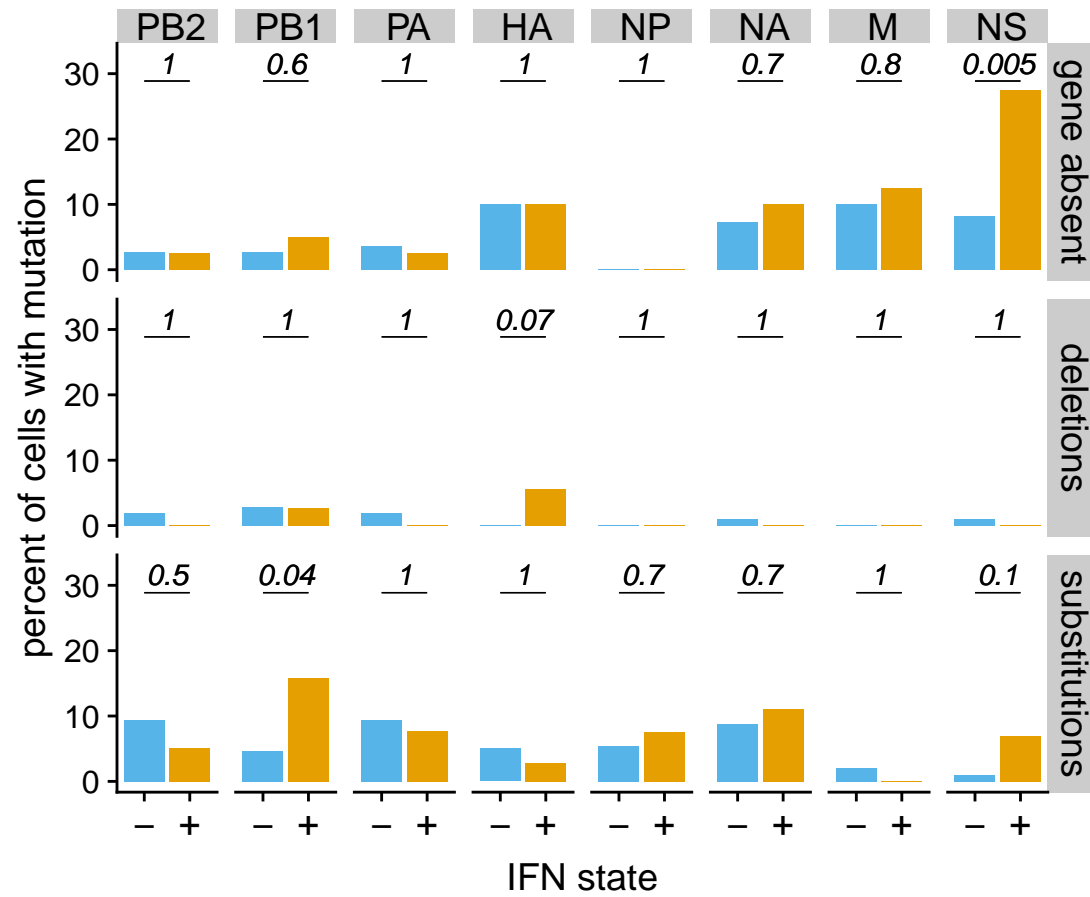 PB2 PB1 PA HA NP NA M NS
percent of cells with mutation
30 1 0.6 1 1 1 0.7 0.8 0.005
20
10
0
gene absent
30 1 1 1 0.07 1 1 1 1
20
10
0
deletions
30 0.5 0.04 1 1 0.7 0.7 1 0.1
20
10
0
substitutions
− + − + − + − + − + − + − + − +
IFN state